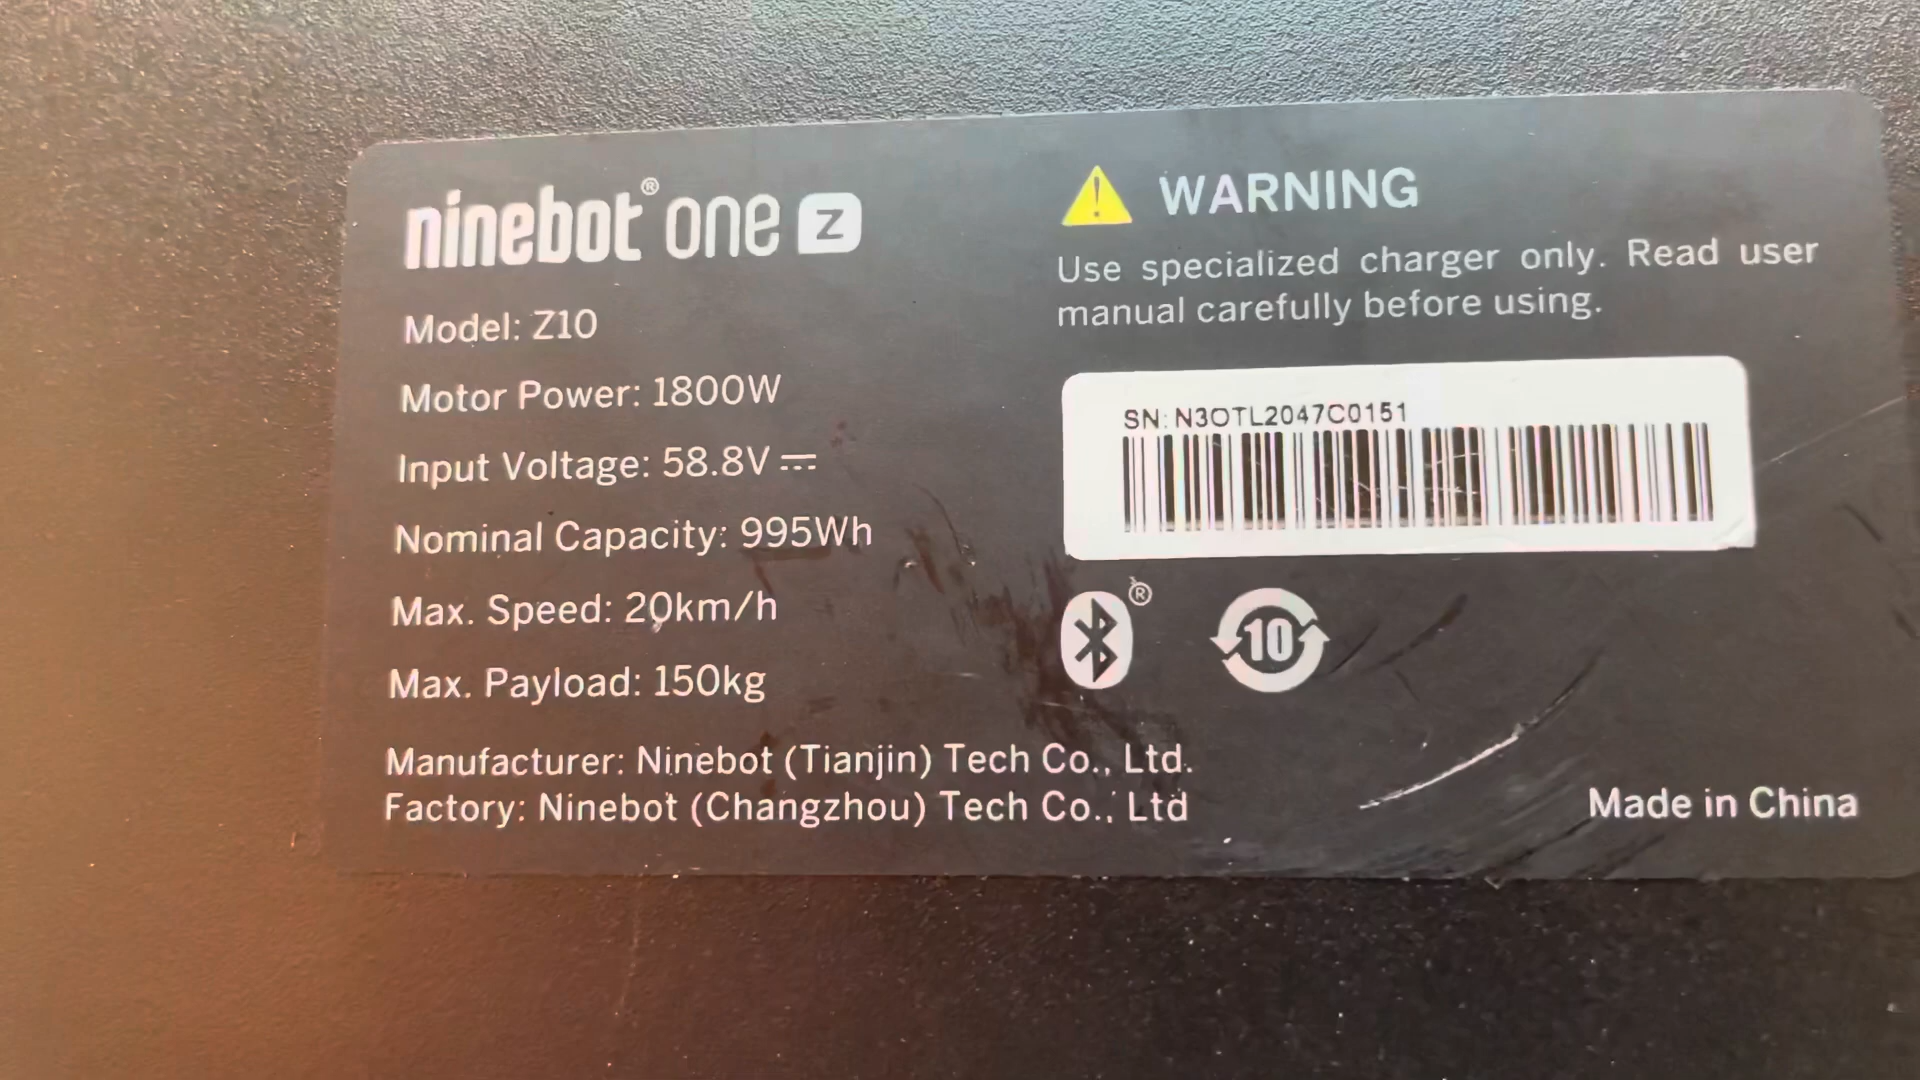 ninebot® one Z
Model: Z10
Motor Power: 1800W
Input Voltage: 58.8V ⎓
Nominal Capacity: 995Wh
Max. Speed: 20km/h
Max. Payload: 150kg
Manufacturer: Ninebot (Tianjin) Tech Co., Ltd.
Factory: Ninebot (Changzhou) Tech Co., Ltd
WARNING
Use specialized charger only. Read user
manual carefully before using.
SN: N3OTL2047C0151
®
10
Made in China